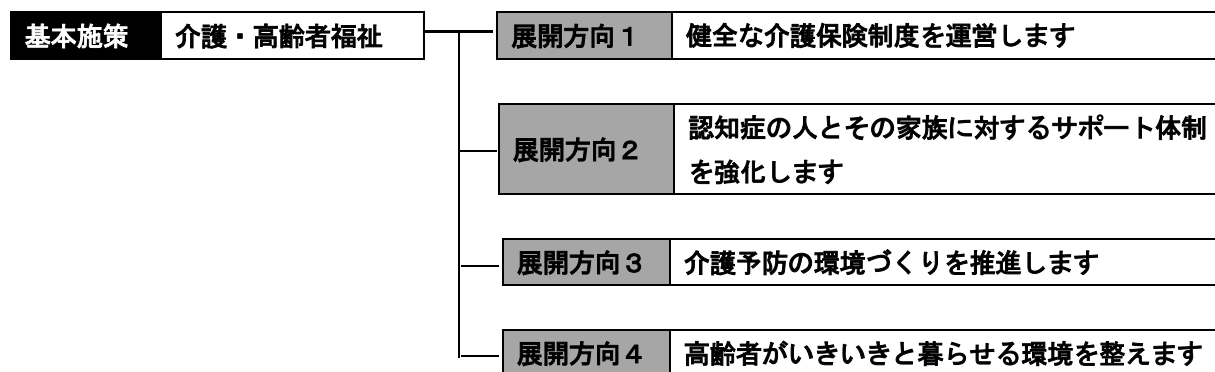 基本施策 介護・高齢者福祉
展開方向1 健全な介護保険制度を運営します
展開方向2 認知症の人とその家族に対するサポート体制
を強化します
展開方向3 介護予防の環境づくりを推進します
展開方向4 高齢者がいきいきと暮らせる環境を整えます